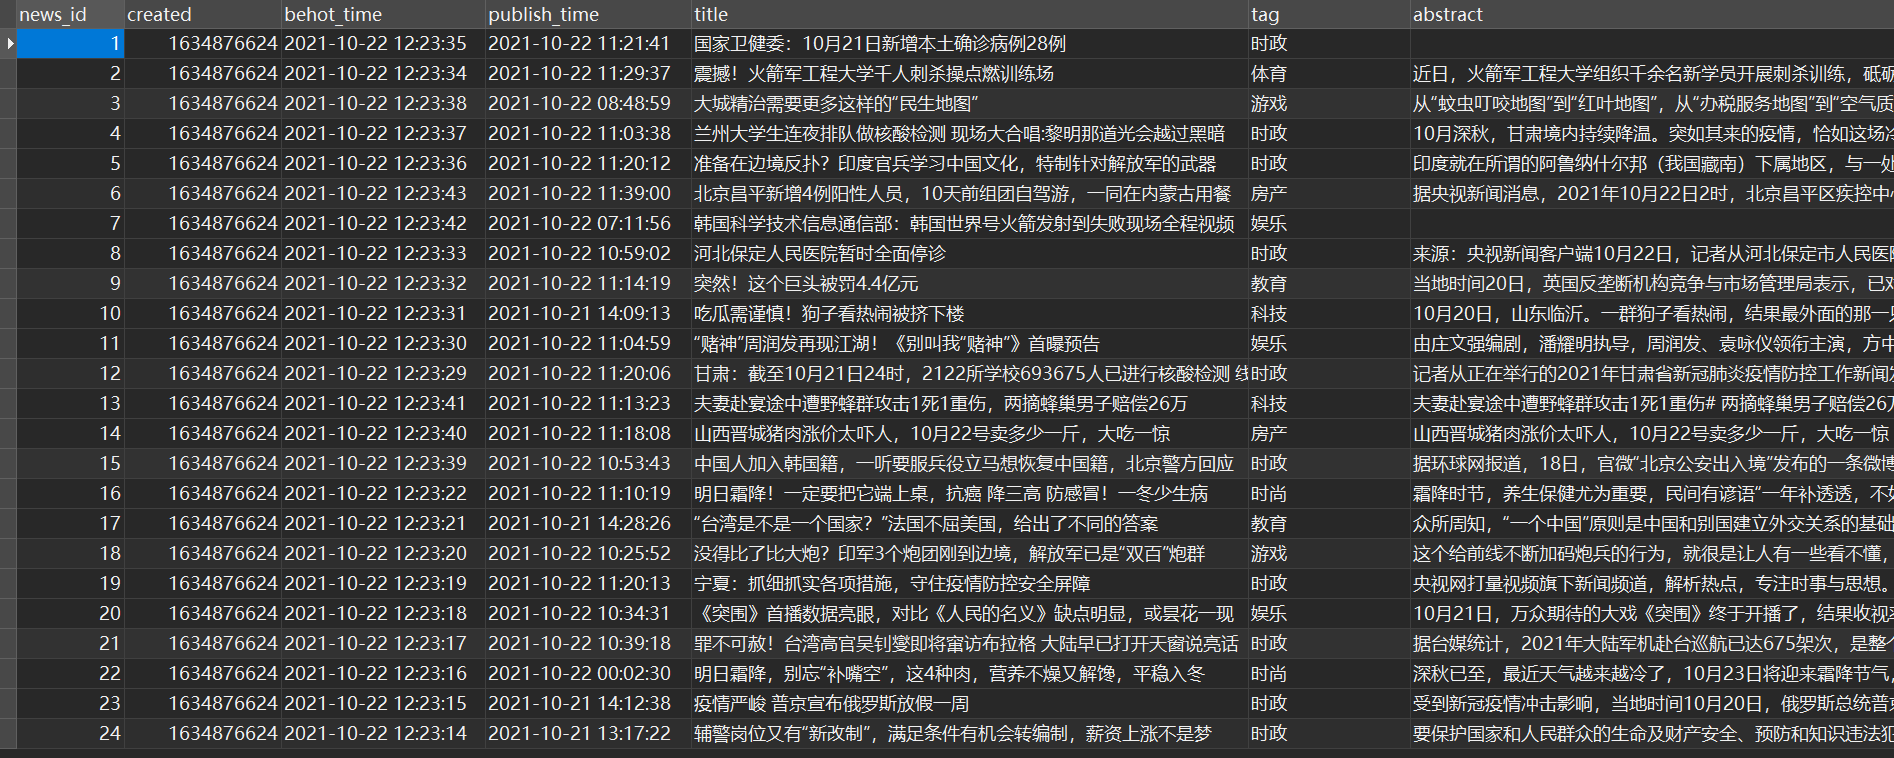 news_id created behot_time publish_time title tag abstract
1 1634876624 2021-10-22 12:23:35 2021-10-22 11:21:41 国家卫健委：10月21日新增本土确诊病例28例 时政
2 1634876624 2021-10-22 12:23:34 2021-10-22 11:29:37 震撼！火箭军工程大学千人刺杀操点燃训练场 体育 近日，火箭军工程大学组织千余名新学员开展刺杀训练，砥砺
3 1634876624 2021-10-22 12:23:38 2021-10-22 08:48:59 大城精治需要更多这样的“民生地图” 游戏 从“蚊虫叮咬地图”到“红叶地图”，从“办税服务地图”到“空气质
4 1634876624 2021-10-22 12:23:37 2021-10-22 11:03:38 兰州大学生连夜排队做核酸检测 现场大合唱:黎明那道光会越过黑暗 时政 10月深秋，甘肃境内持续降温。突如其来的疫情，恰如这场冷
5 1634876624 2021-10-22 12:23:36 2021-10-22 11:20:12 准备在边境反扑？印度官兵学习中国文化，特制针对解放军的武器 时政 印度就在所谓的阿鲁纳什尔邦（我国藏南）下属地区，与一处
6 1634876624 2021-10-22 12:23:43 2021-10-22 11:39:00 北京昌平新增4例阳性人员，10天前组团自驾游，一同在内蒙古用餐 房产 据央视新闻消息，2021年10月22日2时，北京昌平区疾控中心
7 1634876624 2021-10-22 12:23:42 2021-10-22 07:11:56 韩国科学技术信息通信部：韩国世界号火箭发射到失败现场全程视频 娱乐
8 1634876624 2021-10-22 12:23:33 2021-10-22 10:59:02 河北保定人民医院暂时全面停诊 时政 来源：央视新闻客户端10月22日，记者从河北保定市人民医院
9 1634876624 2021-10-22 12:23:32 2021-10-22 11:14:19 突然！这个巨头被罚4.4亿元 教育 当地时间20日，英国反垄断机构竞争与市场管理局表示，已对
10 1634876624 2021-10-22 12:23:31 2021-10-21 14:09:13 吃瓜需谨慎！狗子看热闹被挤下楼 科技 10月20日，山东临沂。一群狗子看热闹，结果最外面的那一只
11 1634876624 2021-10-22 12:23:30 2021-10-22 11:04:59 “赌神”周润发再现江湖！《别叫我“赌神”》首曝预告 娱乐 由庄文强编剧，潘耀明执导，周润发、袁咏仪领衔主演，方中
12 1634876624 2021-10-22 12:23:29 2021-10-22 11:20:06 甘肃：截至10月21日24时，2122所学校693675人已进行核酸检测 线 时政 记者从正在举行的2021年甘肃省新冠肺炎疫情防控工作新闻发
13 1634876624 2021-10-22 12:23:41 2021-10-22 11:13:23 夫妻赴宴途中遭野蜂群攻击1死1重伤，两摘蜂巢男子赔偿26万 科技 夫妻赴宴途中遭野蜂群攻击1死1重伤# 两摘蜂巢男子赔偿26万
14 1634876624 2021-10-22 12:23:40 2021-10-22 11:18:08 山西晋城猪肉涨价太吓人，10月22号卖多少一斤，大吃一惊 房产 山西晋城猪肉涨价太吓人，10月22号卖多少一斤，大吃一惊
15 1634876624 2021-10-22 12:23:39 2021-10-22 10:53:43 中国人加入韩国籍，一听要服兵役立马想恢复中国籍，北京警方回应 时政 据环球网报道，18日，官微“北京公安出入境”发布的一条微博
16 1634876624 2021-10-22 12:23:22 2021-10-22 11:10:19 明日霜降！一定要把它端上桌，抗癌 降三高 防感冒！一冬少生病 时尚 霜降时节，养生保健尤为重要，民间有谚语“一年补透透，不如
17 1634876624 2021-10-22 12:23:21 2021-10-21 14:28:26 “台湾是不是一个国家？”法国不屈美国，给出了不同的答案 教育 众所周知，“一个中国”原则是中国和别国建立外交关系的基础
18 1634876624 2021-10-22 12:23:20 2021-10-22 10:25:52 没得比了比大炮？印军3个炮团刚到边境，解放军已是“双百”炮群 游戏 这个给前线不断加码炮兵的行为，就很是让人有一些看不懂，
19 1634876624 2021-10-22 12:23:19 2021-10-22 11:20:13 宁夏：抓细抓实各项措施，守住疫情防控安全屏障 时政 央视网打量视频旗下新闻频道，解析热点，专注时事与思想。
20 1634876624 2021-10-22 12:23:18 2021-10-22 10:34:31 《突围》首播数据亮眼，对比《人民的名义》缺点明显，或昙花一现 娱乐 10月21日，万众期待的大戏《突围》终于开播了，结果收视率
21 1634876624 2021-10-22 12:23:17 2021-10-22 10:39:18 罪不可赦！台湾高官吴钊燮即将窜访布拉格 大陆早已打开天窗说亮话 时政 据台媒统计，2021年大陆军机赴台巡航已达675架次，是整个
22 1634876624 2021-10-22 12:23:16 2021-10-22 00:02:30 明日霜降，别忘“补嘴空”，这4种肉，营养不燥又解馋，平稳入冬 时尚 深秋已至，最近天气越来越冷了，10月23日将迎来霜降节气，
23 1634876624 2021-10-22 12:23:15 2021-10-21 14:12:38 疫情严峻 普京宣布俄罗斯放假一周 时政 受到新冠疫情冲击影响，当地时间10月20日，俄罗斯总统普京
24 1634876624 2021-10-22 12:23:14 2021-10-21 13:17:22 辅警岗位又有“新改制”，满足条件有机会转编制，薪资上涨不是梦 时政 要保护国家和人民群众的生命及财产安全、预防和知识违法犯